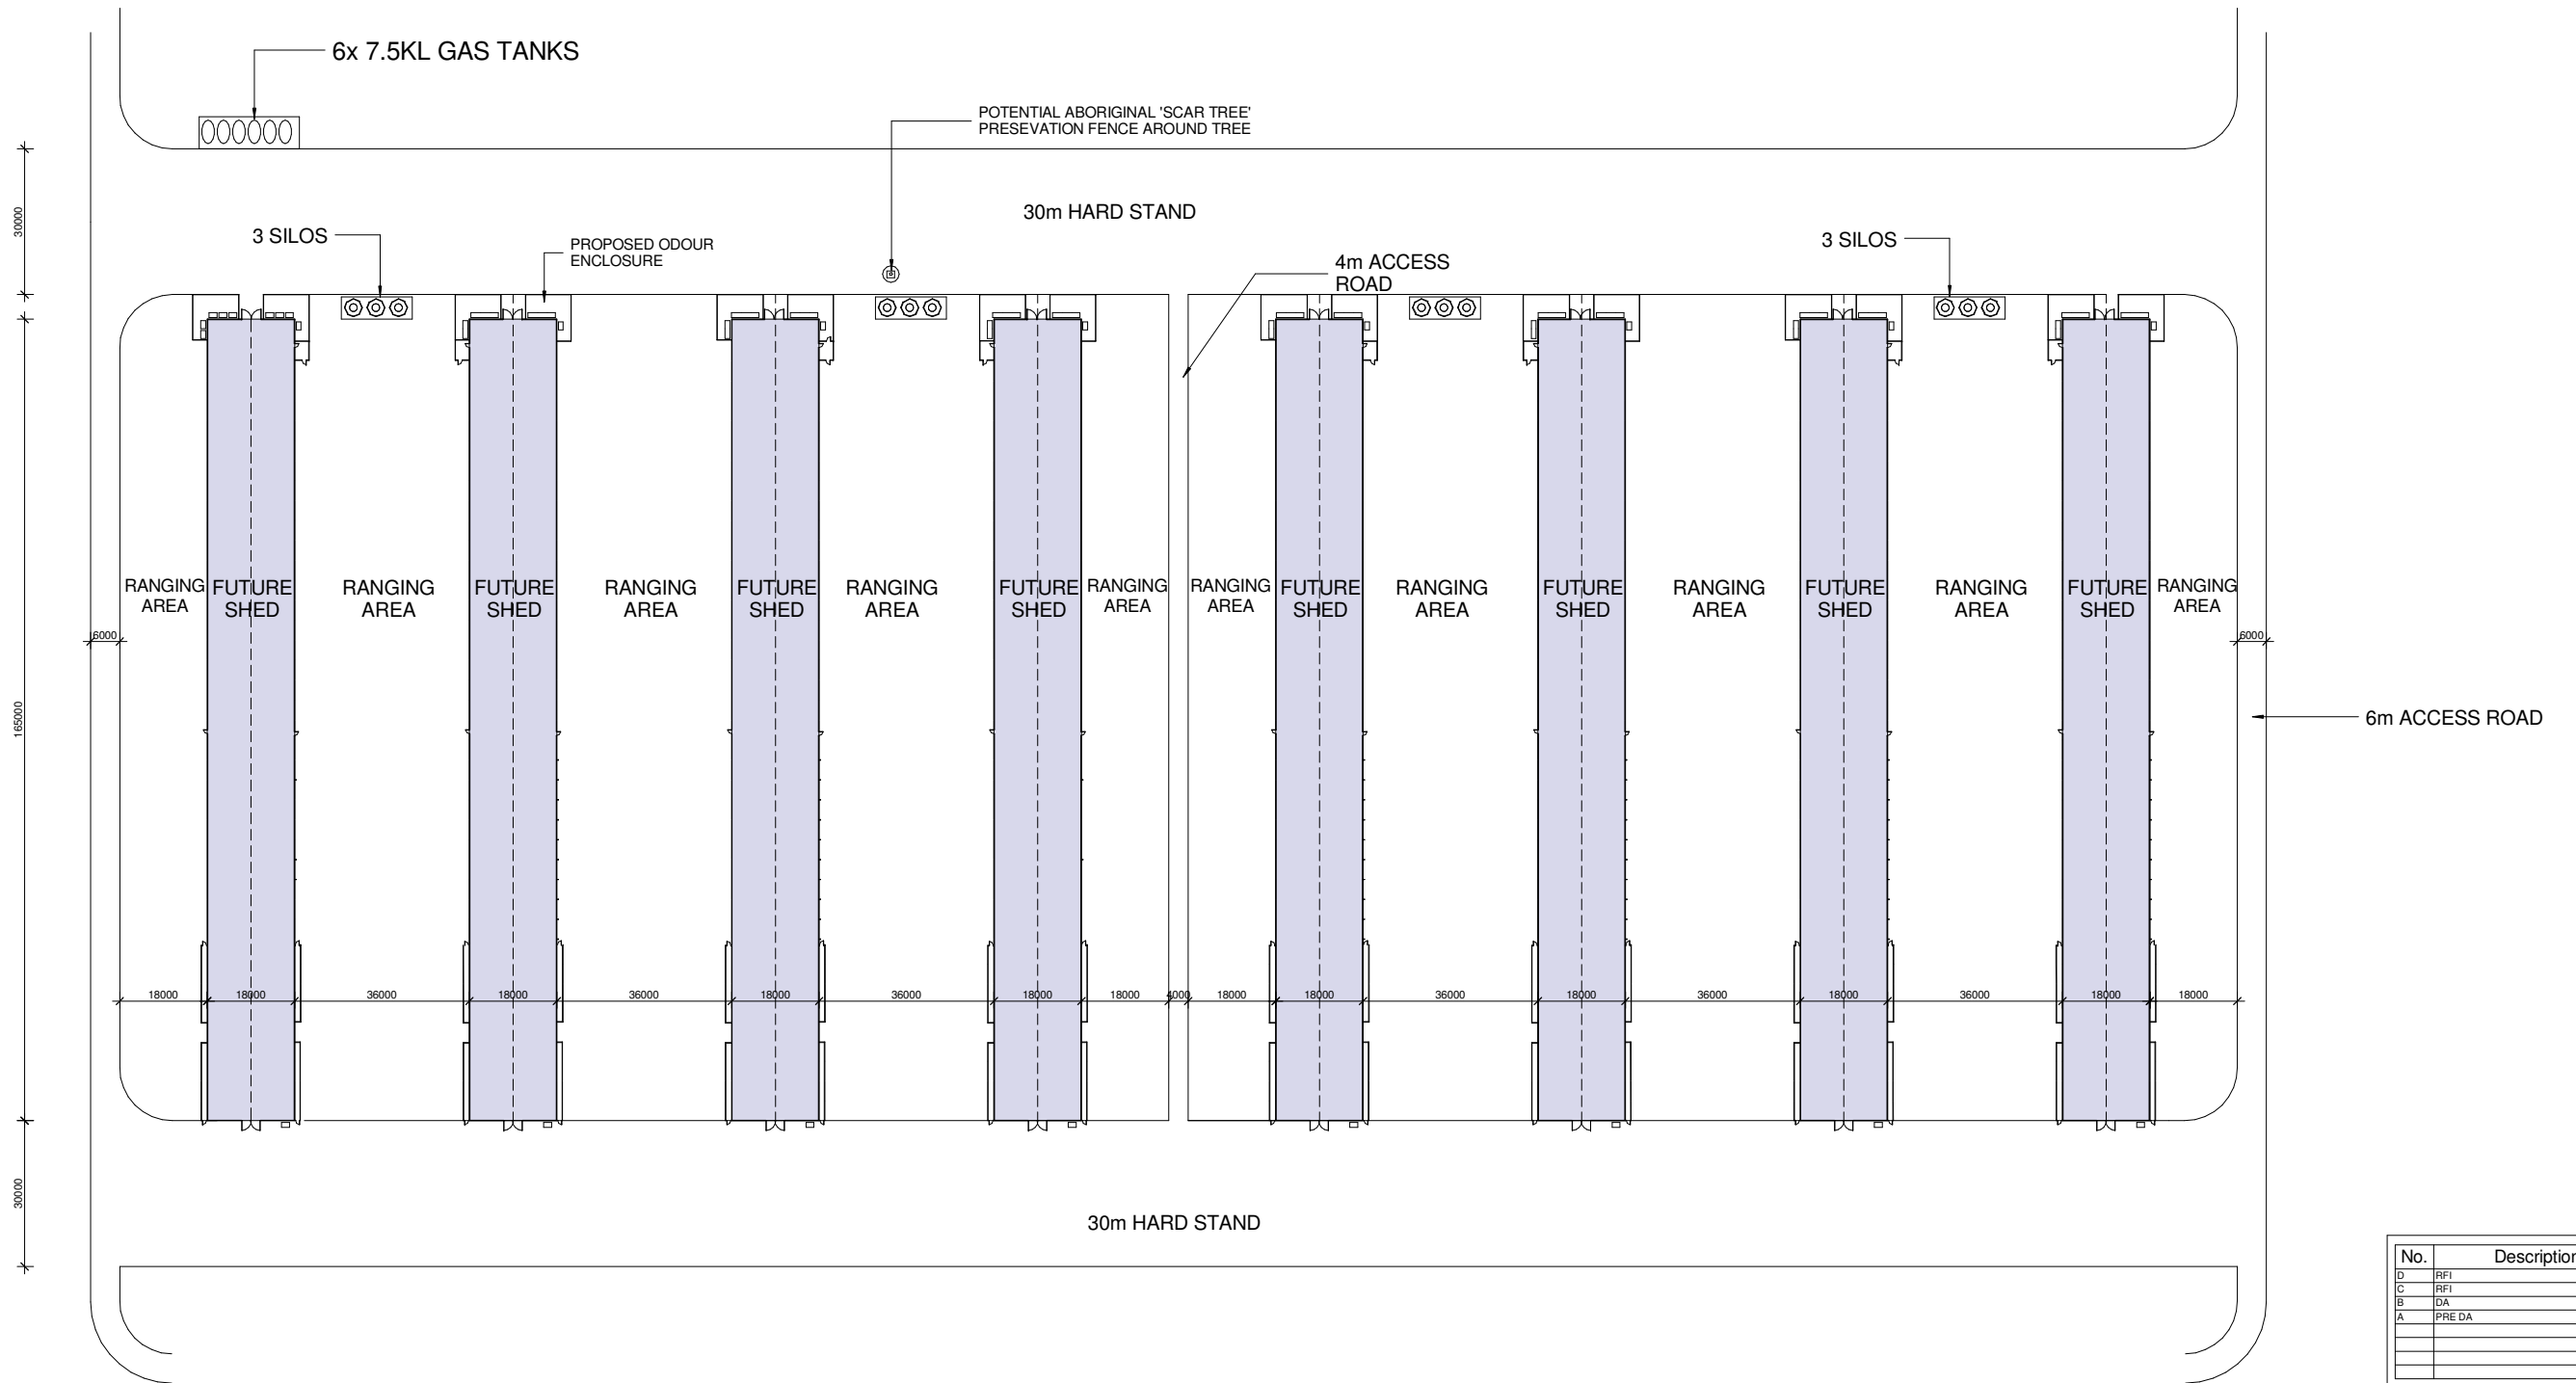 6x 7.5KL GAS TANKS
POTENTIAL ABORIGINAL 'SCAR TREE'
PRESEVATION FENCE AROUND TREE
30m HARD STAND
3 SILOS
PROPOSED ODOUR
ENCLOSURE
4m ACCESS
ROAD
3 SILOS
30000
RANGING
AREA
FUTURE
SHED
RANGING
AREA
FUTURE
SHED
RANGING
AREA
FUTURE
SHED
RANGING
AREA
FUTURE
SHED
RANGING
AREA
RANGING
AREA
FUTURE
SHED
RANGING
AREA
FUTURE
SHED
RANGING
AREA
FUTURE
SHED
RANGING
AREA
FUTURE
SHED
RANGING
AREA
6000
6000
165000
6m ACCESS ROAD
18000 18000 36000 18000 36000 18000 36000 18000 18000 4000 18000 18000 36000 18000 36000 18000 36000 18000 18000
30000
30m HARD STAND
No. Description
D RFI
C RFI
B DA
A PRE DA